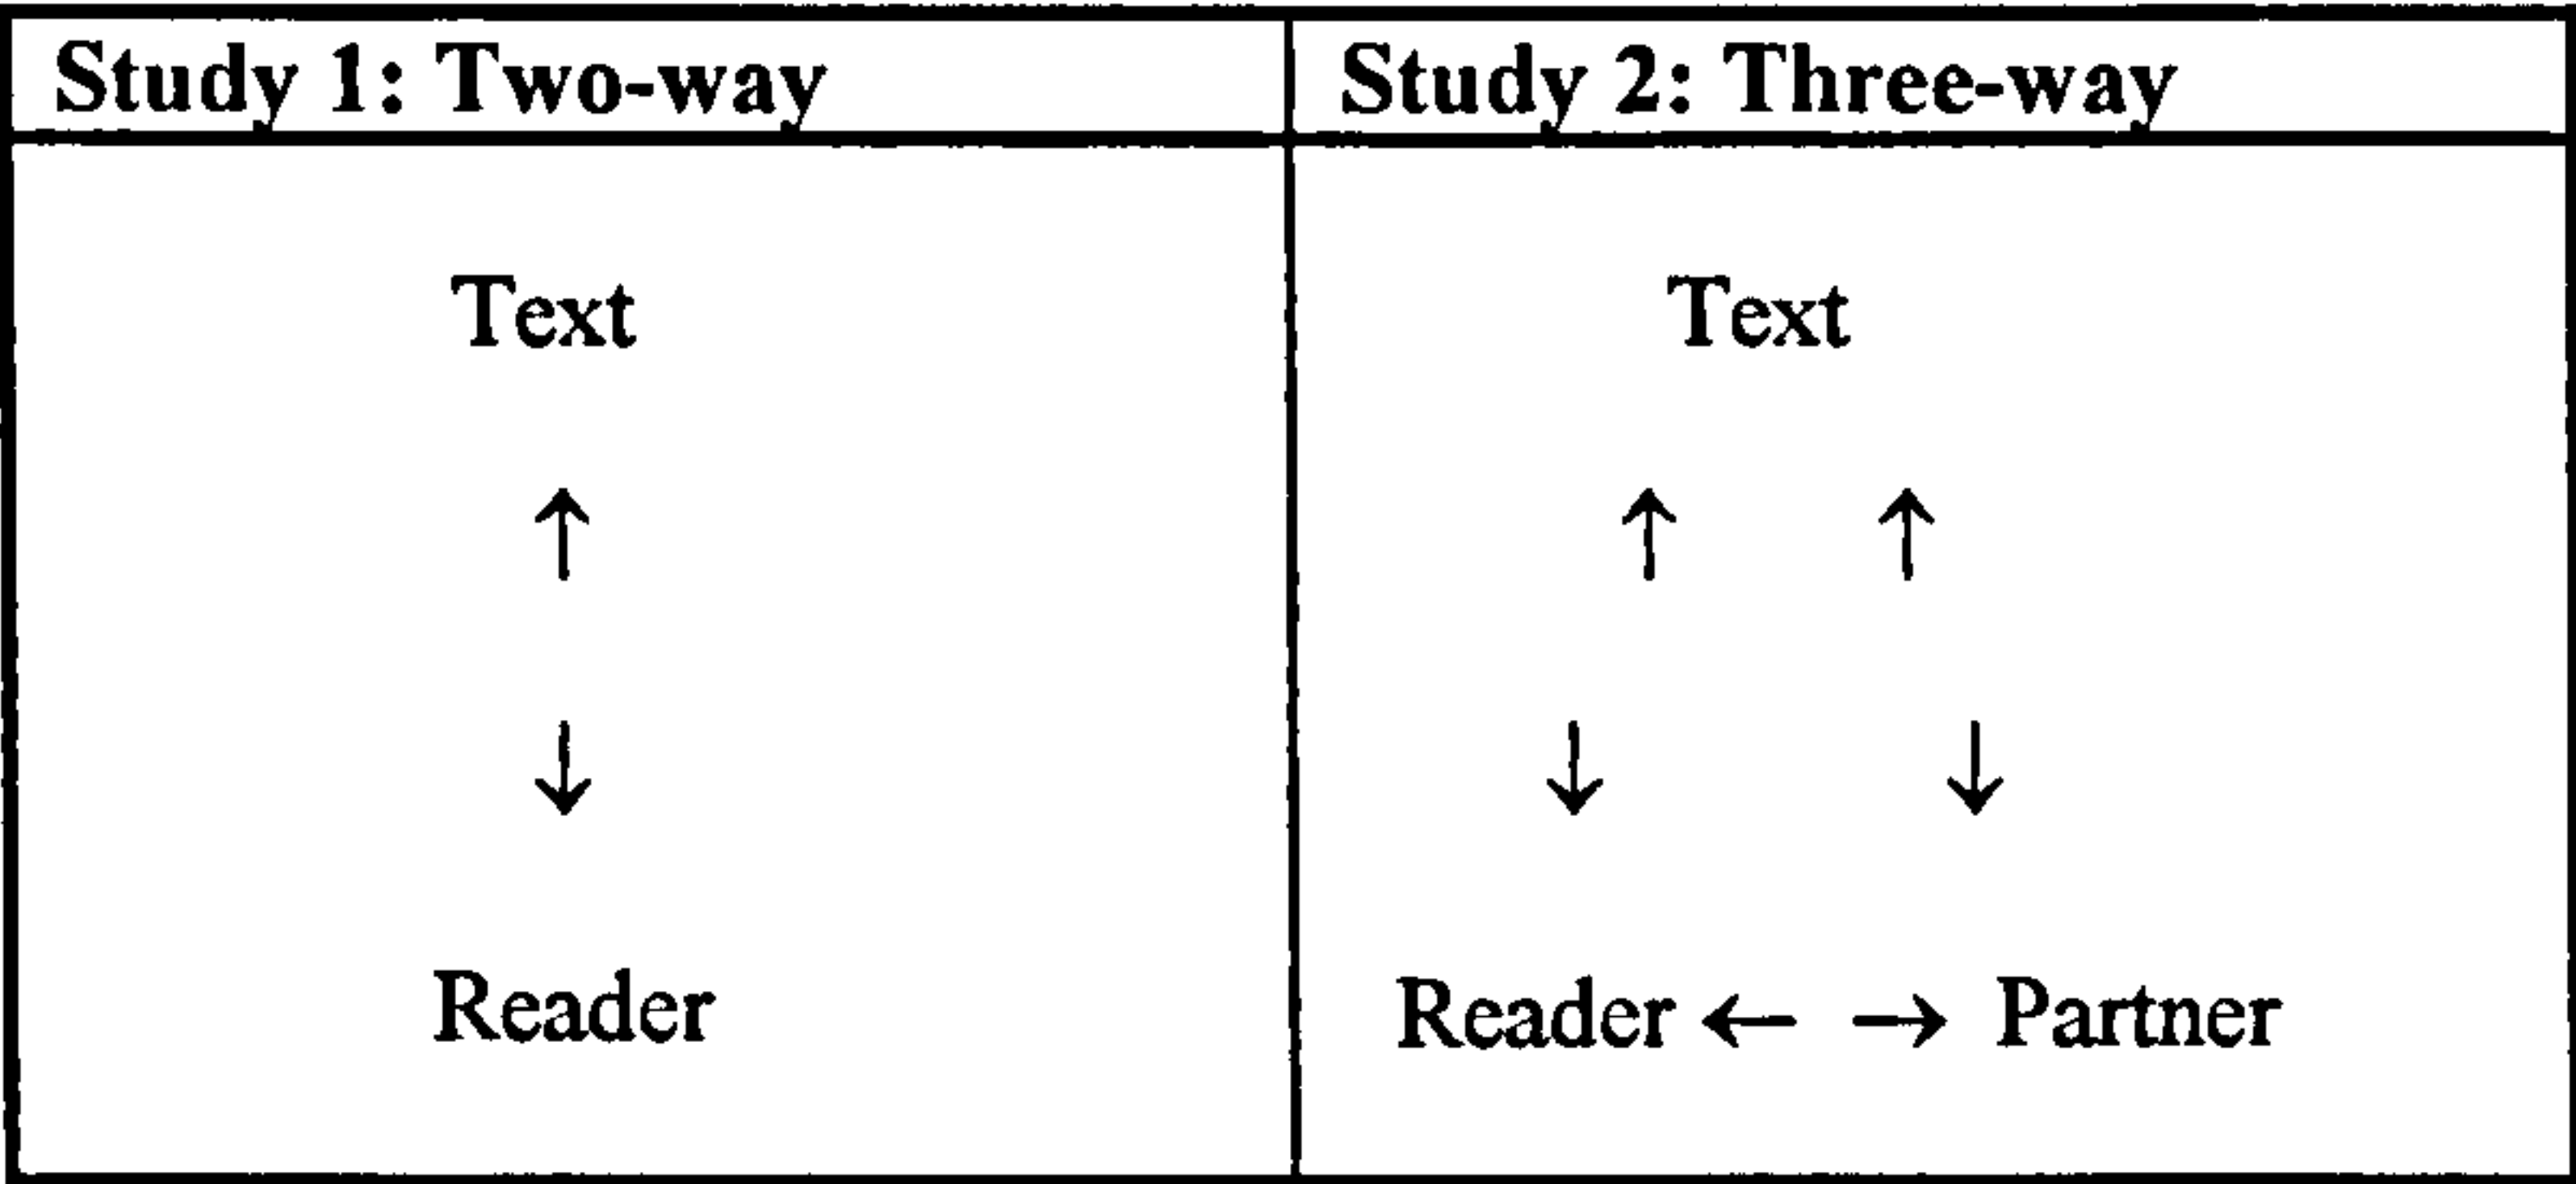 Study 1: Two-way
Study 2: Three-way
Text
↑
↓
Reader
Text
↑ ↑
↓ ↓
Reader ← → Partner